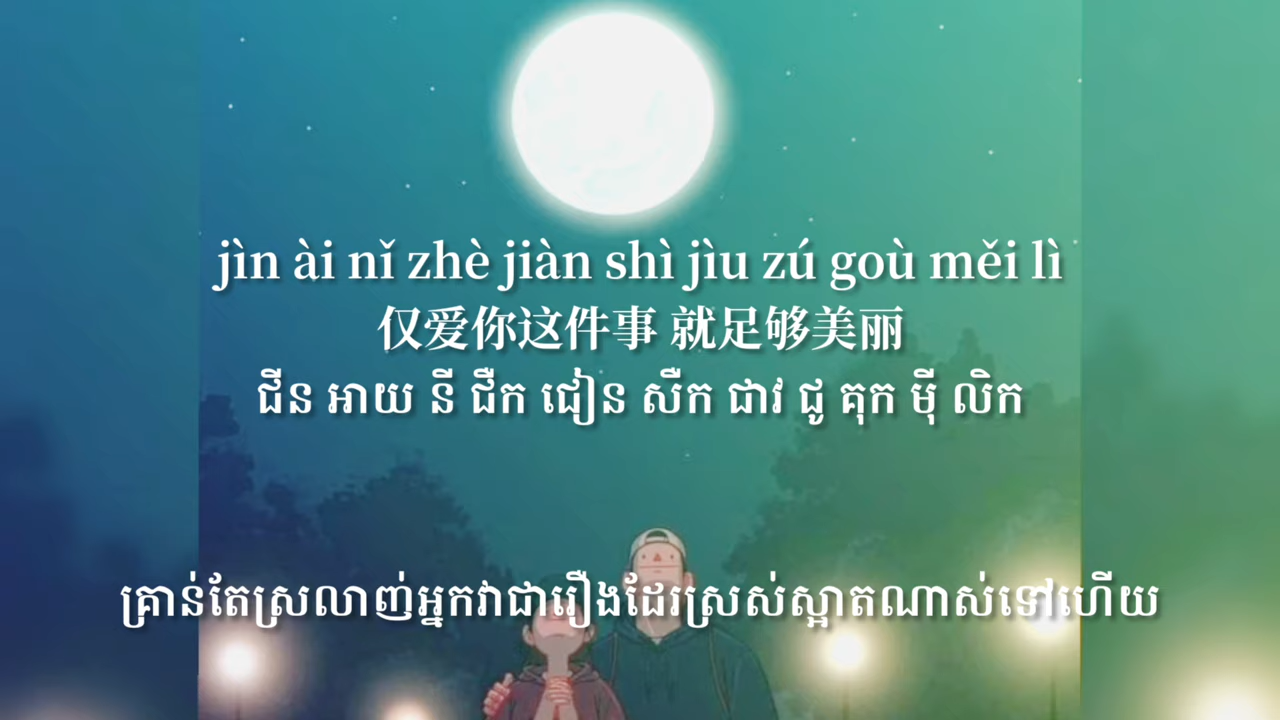 jìn ài nǐ zhè jiàn shì jìu zú goù měi lì
仅爱你这件事 就足够美丽
ជីន អាយ នី ជឺក ជៀន សឺក ជាវ ជូ គុក ម៉ី លិក
គ្រាន់តែស្រលាញ់អ្នកវាជារឿងដែរស្រស់ស្អាតណាស់ទៅហើយ